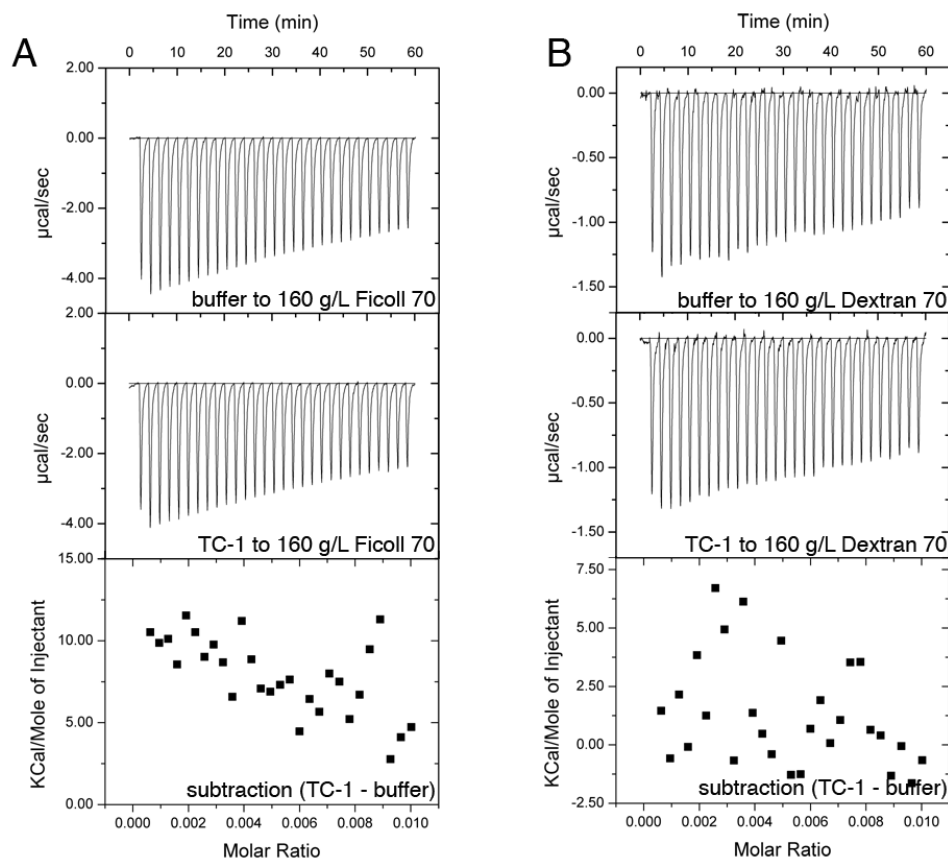 A
Time (min)
0 10 20 30 40 50 60
2.00
0.00
-2.00
-4.00
µcal/sec
buffer to 160 g/L Ficoll 70
2.00
0.00
-2.00
-4.00
µcal/sec
TC-1 to 160 g/L Ficoll 70
15.00
10.00
5.00
0.00
KCal/Mole of Injectant
subtraction (TC-1 - buffer)
0.000 0.002 0.004 0.006 0.008 0.010
Molar Ratio
B
Time (min)
0 10 20 30 40 50 60
0.00
-0.50
-1.00
-1.50
µcal/sec
buffer to 160 g/L Dextran 70
0.00
-0.50
-1.00
-1.50
µcal/sec
TC-1 to 160 g/L Dextran 70
7.50
5.00
2.50
0.00
-2.50
KCal/Mole of Injectant
subtraction (TC-1 - buffer)
0.000 0.002 0.004 0.006 0.008 0.010
Molar Ratio